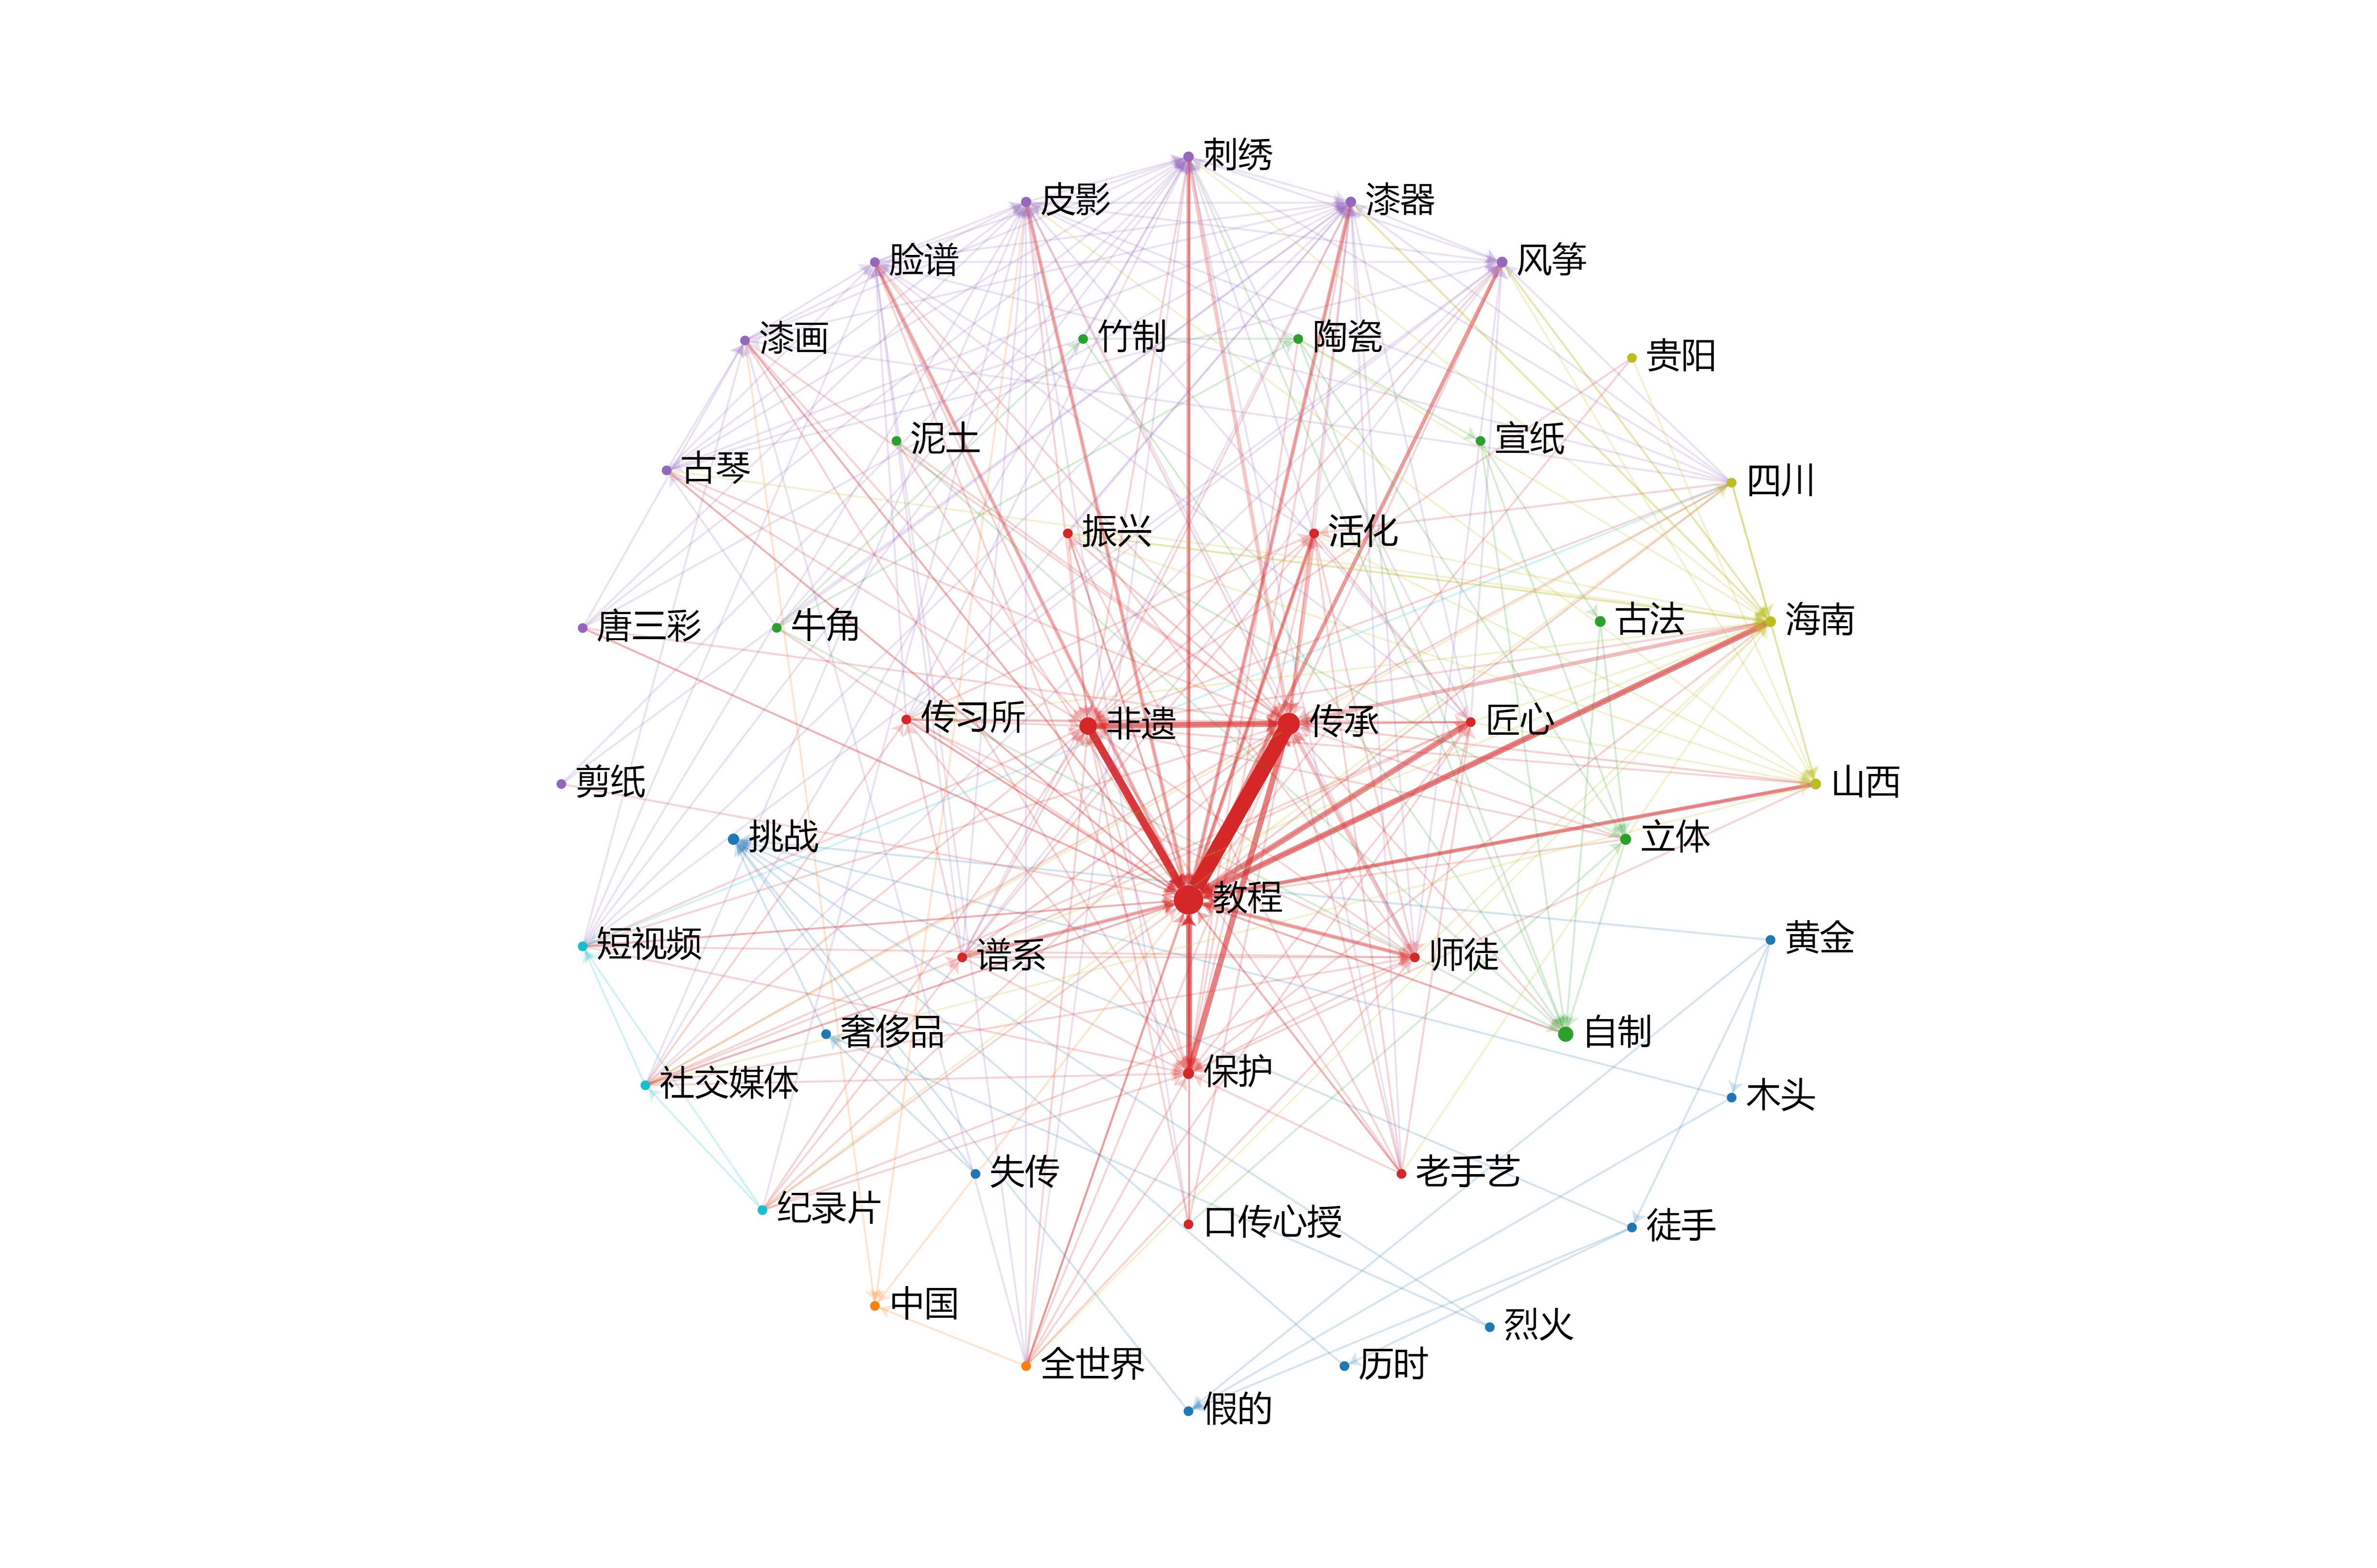 刺绣
皮影
漆器
脸谱
风筝
漆画
竹制
陶瓷
贵阳
泥土
宣纸
古琴
四川
振兴
活化
唐三彩
牛角
古法
海南
传习所
非遗
传承
匠心
剪纸
山西
挑战
立体
教程
短视频
谱系
师徒
黄金
奢侈品
自制
社交媒体
保护
木头
失传
老手艺
纪录片
口传心授
徒手
中国
烈火
全世界
历时
假的